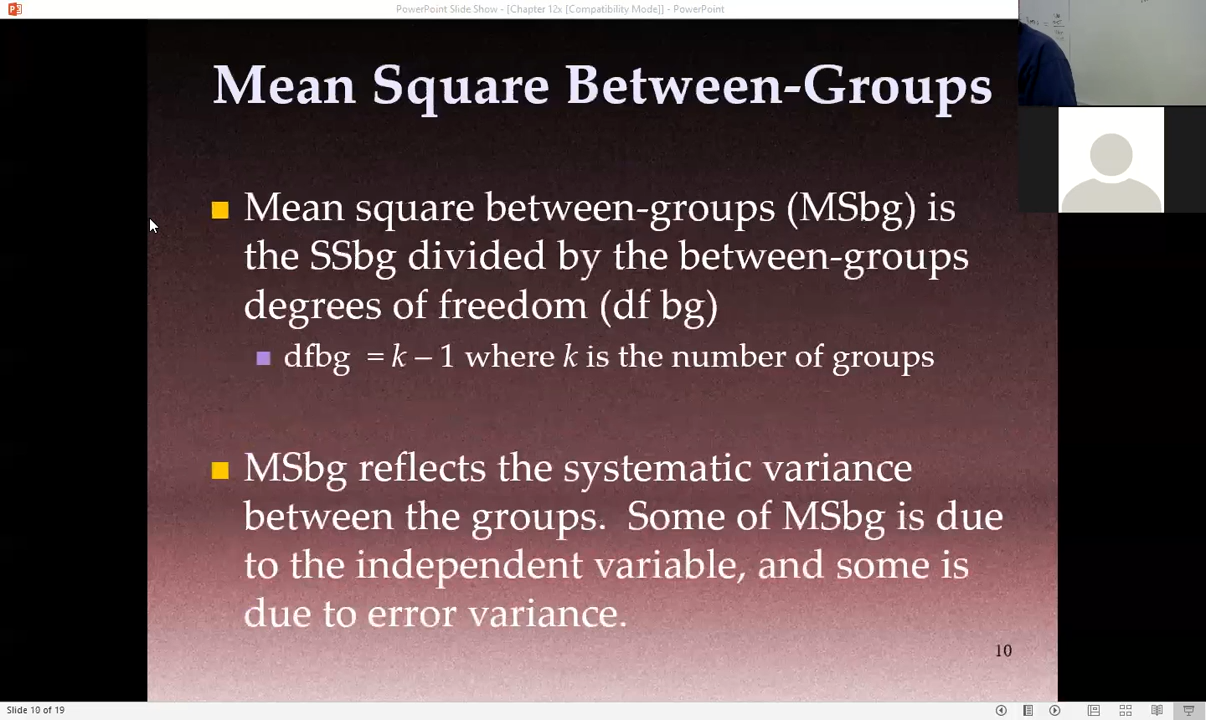 PowerPoint Slide Show - [Chapter 12x [Compatibility Mode]] - PowerPoint
Mean Square Between-Groups
Mean square between-groups (MSbg) is
the SSbg divided by the between-groups
degrees of freedom (df bg)
dfbg = k – 1 where k is the number of groups
MSbg reflects the systematic variance
between the groups. Some of MSbg is due
to the independent variable, and some is
due to error variance.
10
Slide 10 of 19